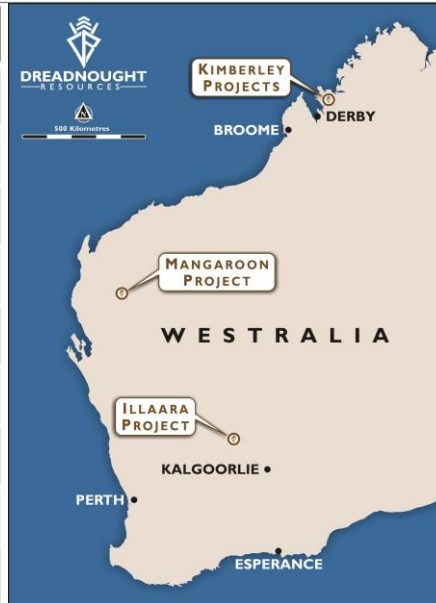 DREADNOUGHT
RESOURCES
N
500 Kilometres
KIMBERLEY
PROJECTS
DERBY
BROOME
MANGAROON
PROJECT
WESTRALIA
ILLAARA
PROJECT
KALGOORLIE
PERTH
ESPERANCE